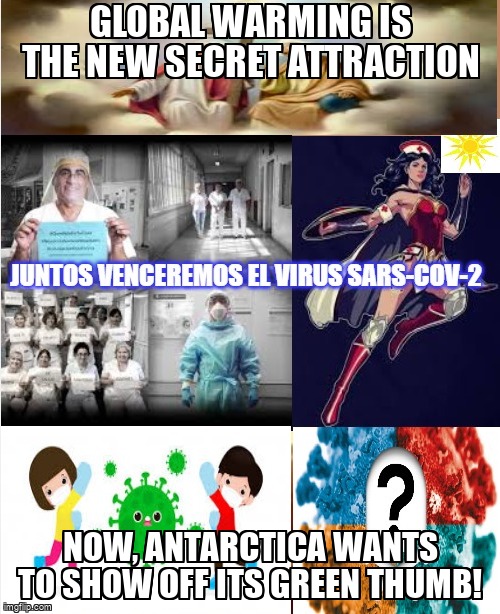 GLOBAL WARMING IS
THE NEW SECRET ATTRACTION
JUNTOS VENCEREMOS EL VIRUS SARS-COV-2
?
NOW, ANTARCTICA WANTS
TO SHOW OFF ITS GREEN THUMB!
imgflip.com